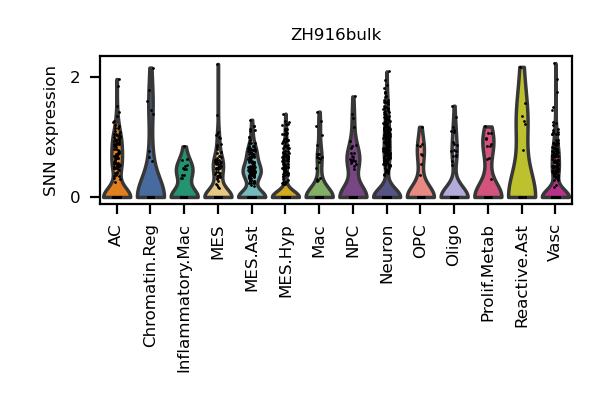 ZH916bulk
SNN expression
2
0
AC
Chromatin.Reg
Inflammatory.Mac
MES
MES.Ast
MES.Hyp
Mac
NPC
Neuron
OPC
Oligo
Prolif.Metab
Reactive.Ast
Vasc